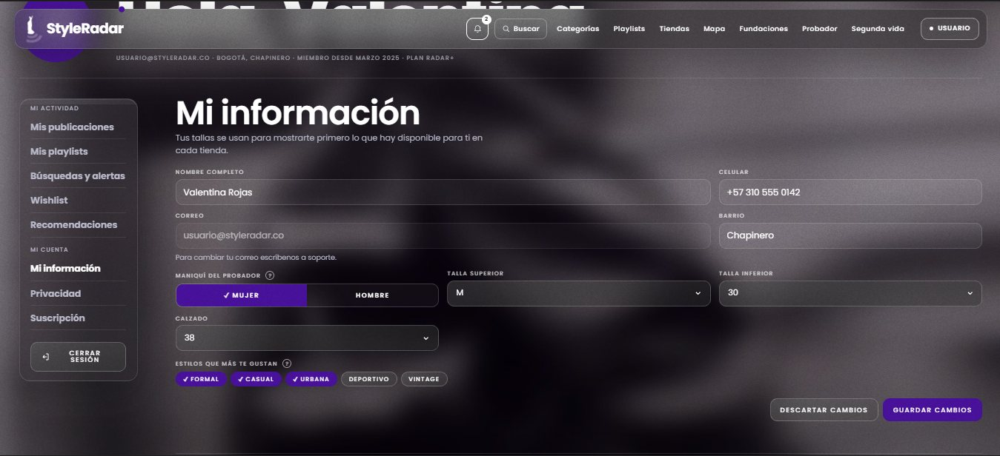 Hola, Valentina
StyleRadar
2
Buscar
Categorías
Playlists
Tiendas
Mapa
Fundaciones
Probador
Segunda vida
USUARIO
USUARIO@STYLERADAR.CO · BOGOTÁ, CHAPINERO · MIEMBRO DESDE MARZO 2025 · PLAN RADAR+
MI ACTIVIDAD
Mis publicaciones
Mis playlists
Búsquedas y alertas
Wishlist
Recomendaciones
MI CUENTA
Mi información
Privacidad
Suscripción
CERRAR
SESIÓN
Mi información
Tus tallas se usan para mostrarte primero lo que hay disponible para ti en
cada tienda.
NOMBRE COMPLETO
Valentina Rojas
CELULAR
+57 310 555 0142
CORREO
usuario@styleradar.co
Para cambiar tu correo escríbenos a soporte.
BARRIO
Chapinero
MANIQUÍ DEL PROBADOR ?
✓ MUJER
HOMBRE
TALLA SUPERIOR
M
TALLA INFERIOR
30
CALZADO
38
ESTILOS QUE MÁS TE GUSTAN ?
✓ FORMAL
✓ CASUAL
✓ URBANA
DEPORTIVO
VINTAGE
DESCARTAR CAMBIOS
GUARDAR CAMBIOS